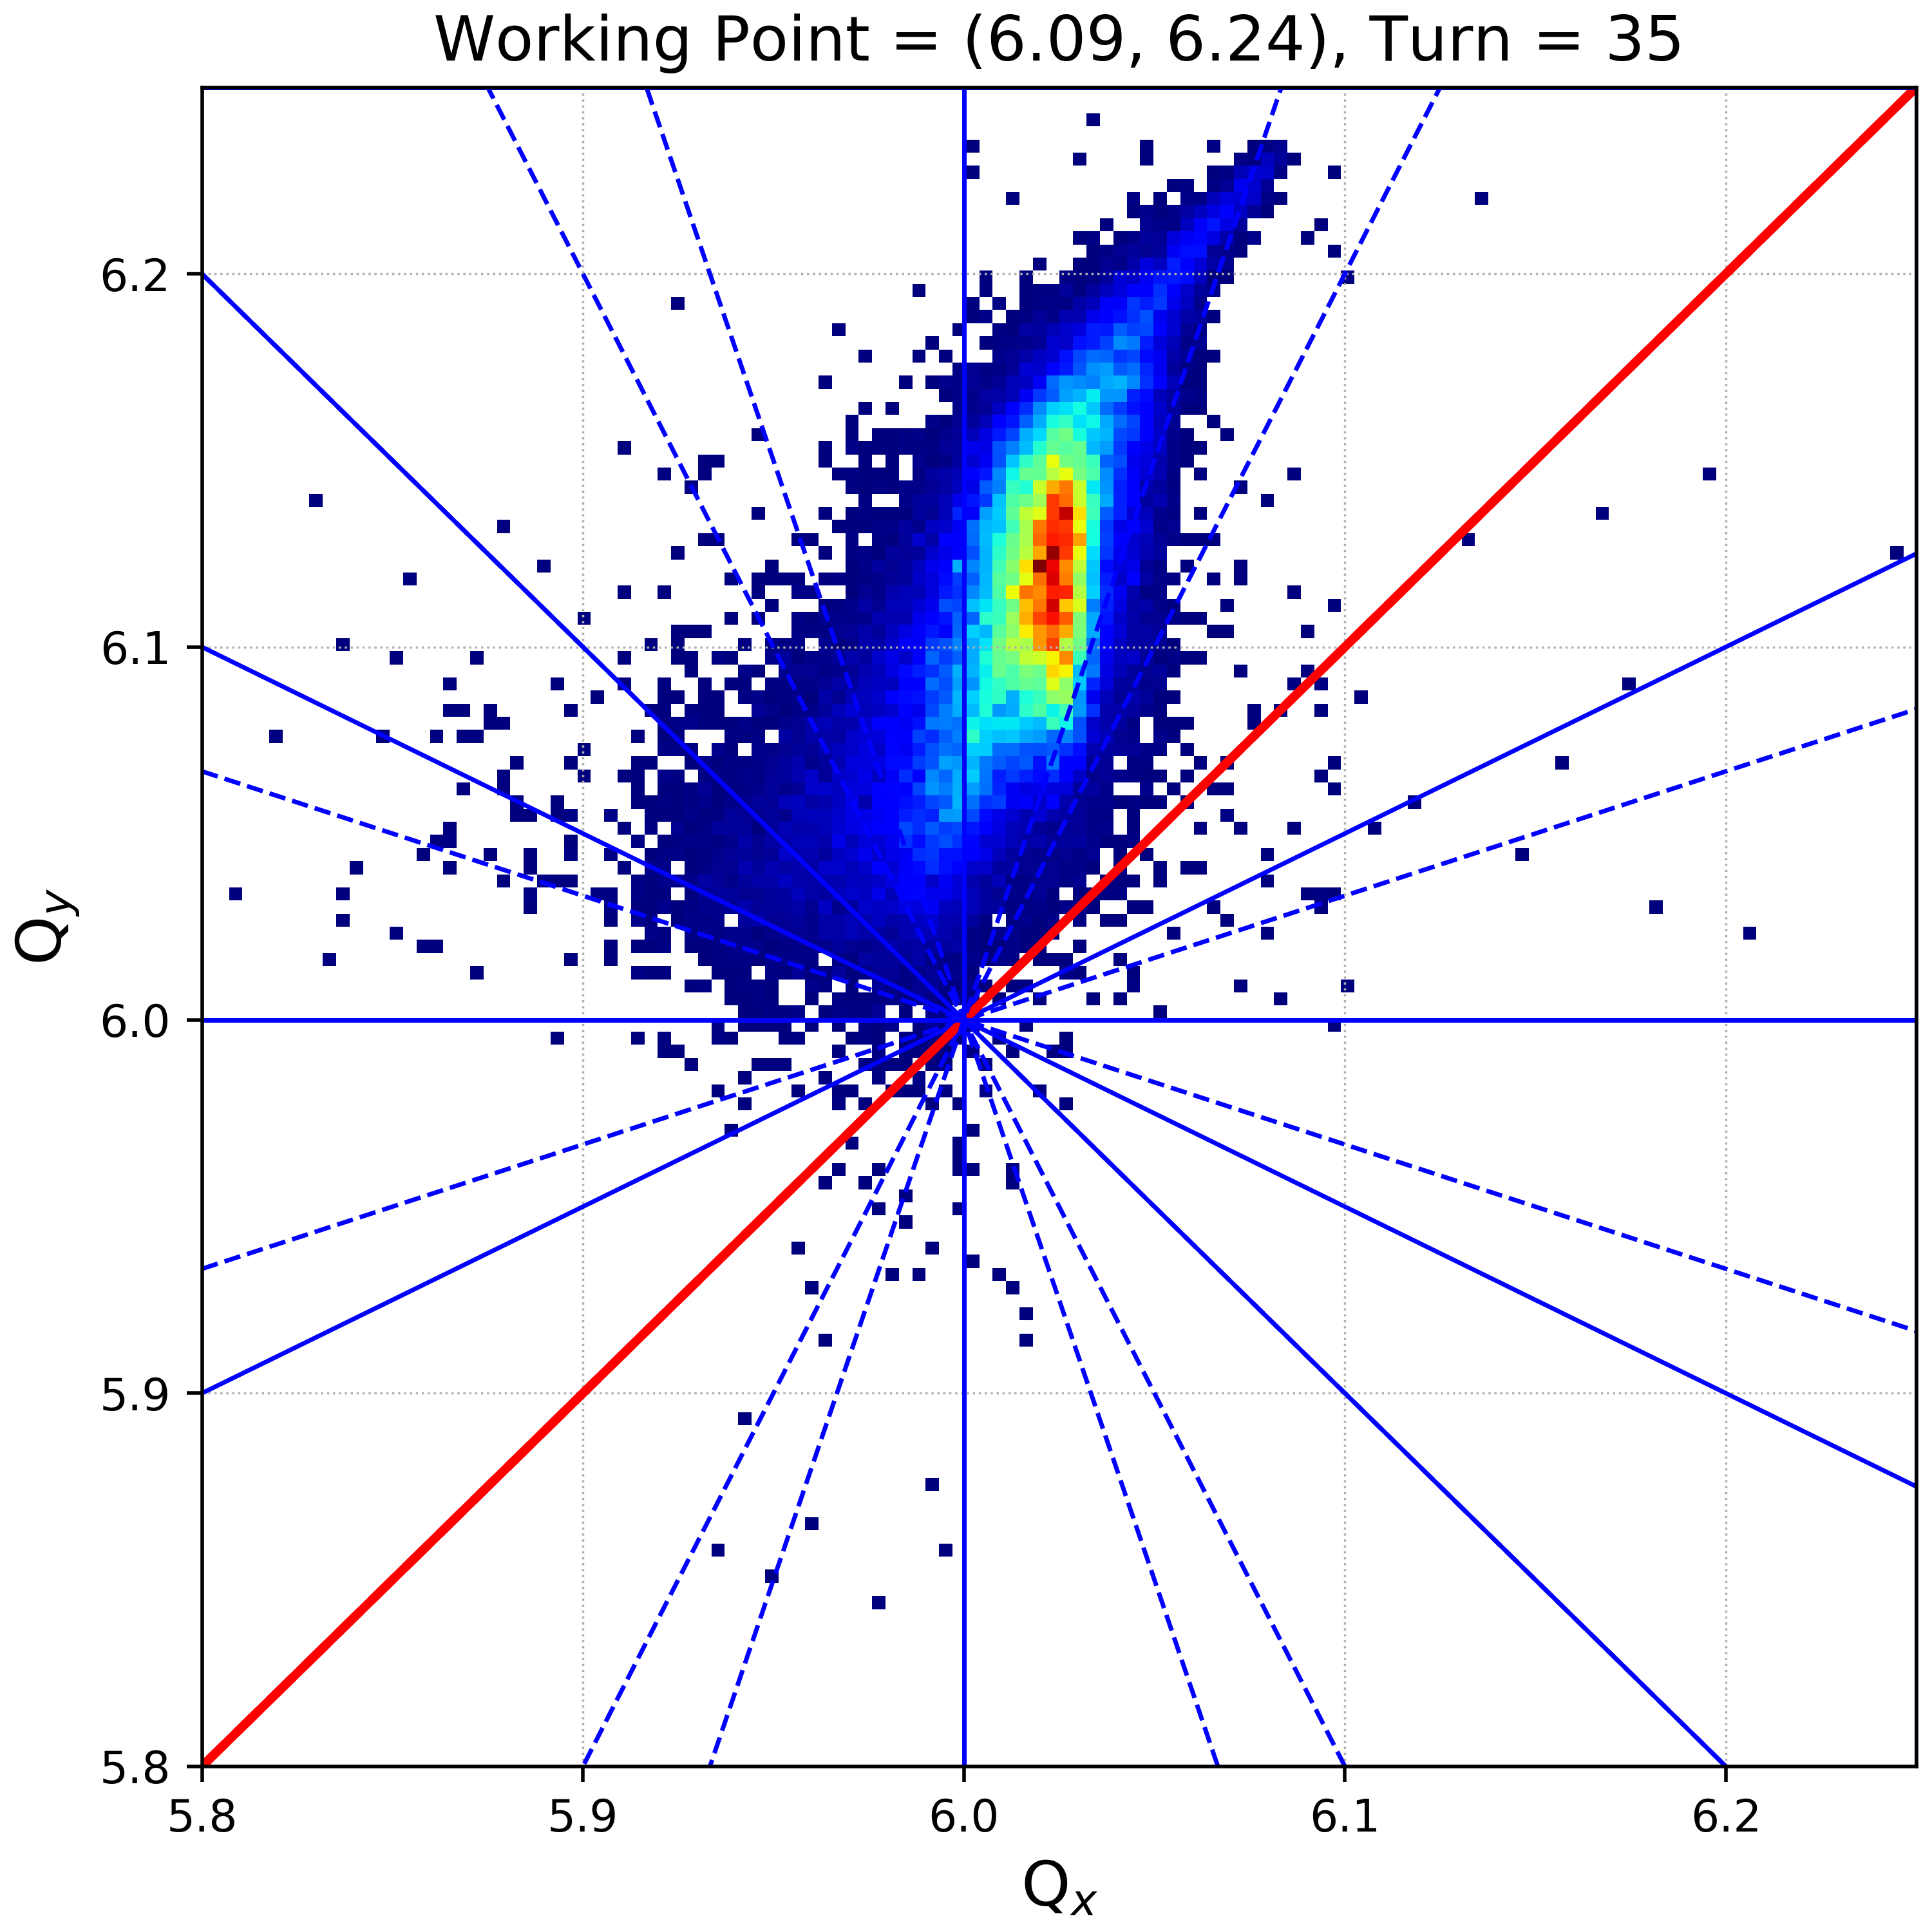 Working Point = (6.09, 6.24), Turn = 35
6.2
6.1
6.0
5.9
5.8
Qy
5.8 5.9 6.0 6.1 6.2
Qx